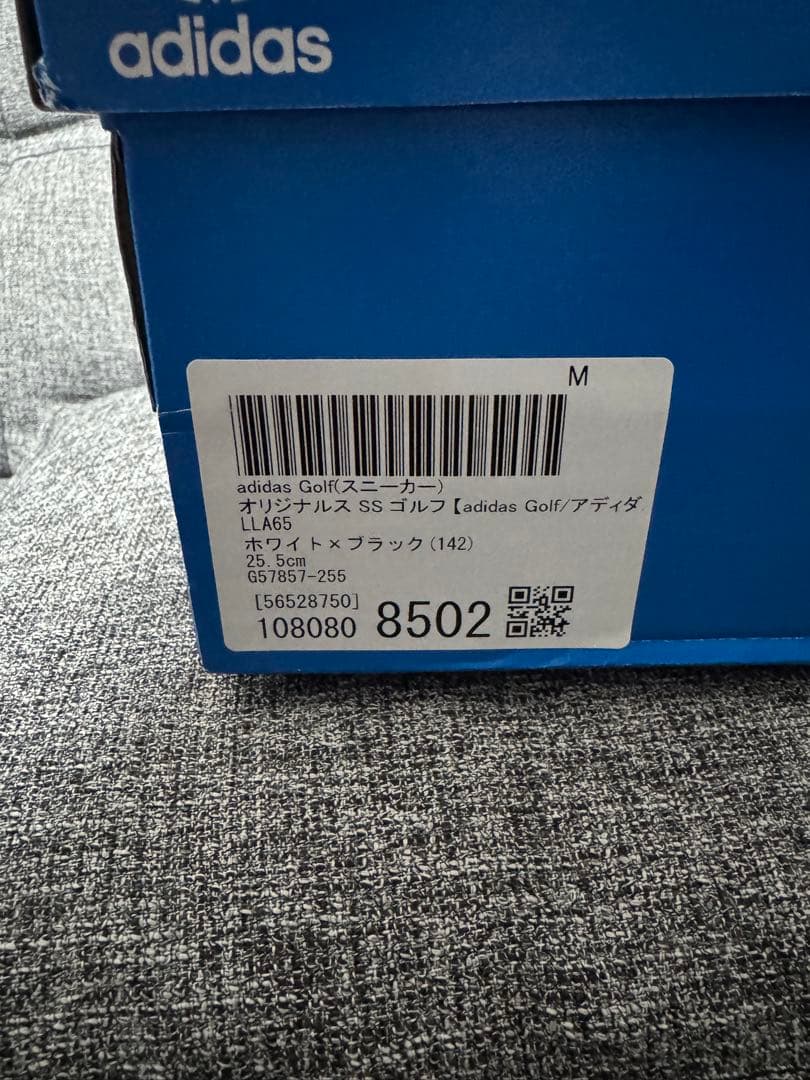 adidas
M
adidas Golf(スニーカー)
オリジナルス SS ゴルフ【adidas Golf/アディダ
LLA65
ホワイト×ブラック(142)
25.5cm
G57857-255
[56528750]
108080 8502